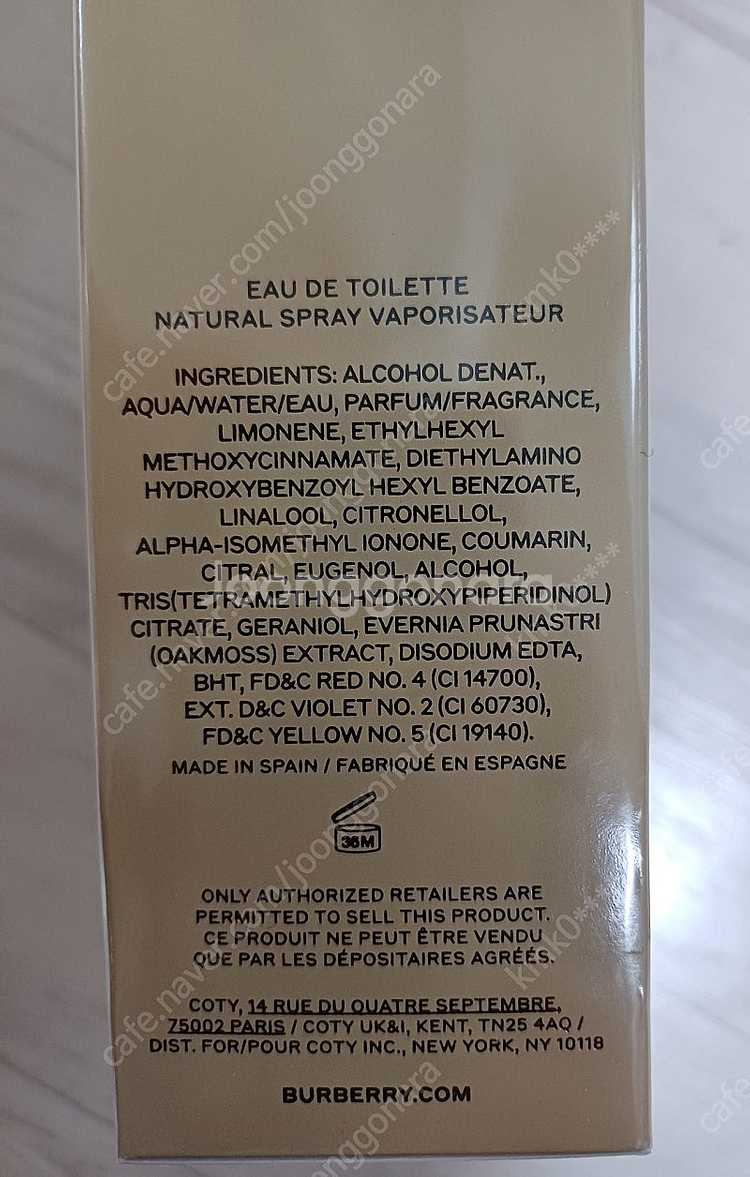 EAU DE TOILETTE
NATURAL SPRAY VAPORISATEUR
INGREDIENTS: ALCOHOL DENAT.,
AQUA/WATER/EAU, PARFUM/FRAGRANCE,
LIMONENE, ETHYLHEXYL
METHOXYCINNAMATE, DIETHYLAMINO
HYDROXYBENZOYL HEXYL BENZOATE,
LINALOOL, CITRONELLOL,
ALPHA-ISOMETHYL IONONE, COUMARIN,
CITRAL, EUGENOL, ALCOHOL,
TRIS(TETRAMETHYLHYDROXYPIPERIDINOL)
CITRATE, GERANIOL, EVERNIA PRUNASTRI
(OAKMOSS) EXTRACT, DISODIUM EDTA,
BHT, FD&C RED NO. 4 (CI 14700),
EXT. D&C VIOLET NO. 2 (CI 60730),
FD&C YELLOW NO. 5 (CI 19140).
MADE IN SPAIN / FABRIQUÉ EN ESPAGNE
36M
ONLY AUTHORIZED RETAILERS ARE
PERMITTED TO SELL THIS PRODUCT.
CE PRODUIT NE PEUT ÊTRE VENDU
QUE PAR LES DÉPOSITAIRES AGRÉÉS.
COTY, 14 RUE DU QUATRE SEPTEMBRE,
75002 PARIS / COTY UK&I, KENT, TN25 4AQ /
DIST. FOR/POUR COTY INC., NEW YORK, NY 10118
BURBERRY.COM
cafe.naver.com/joonggonara
joonggonara